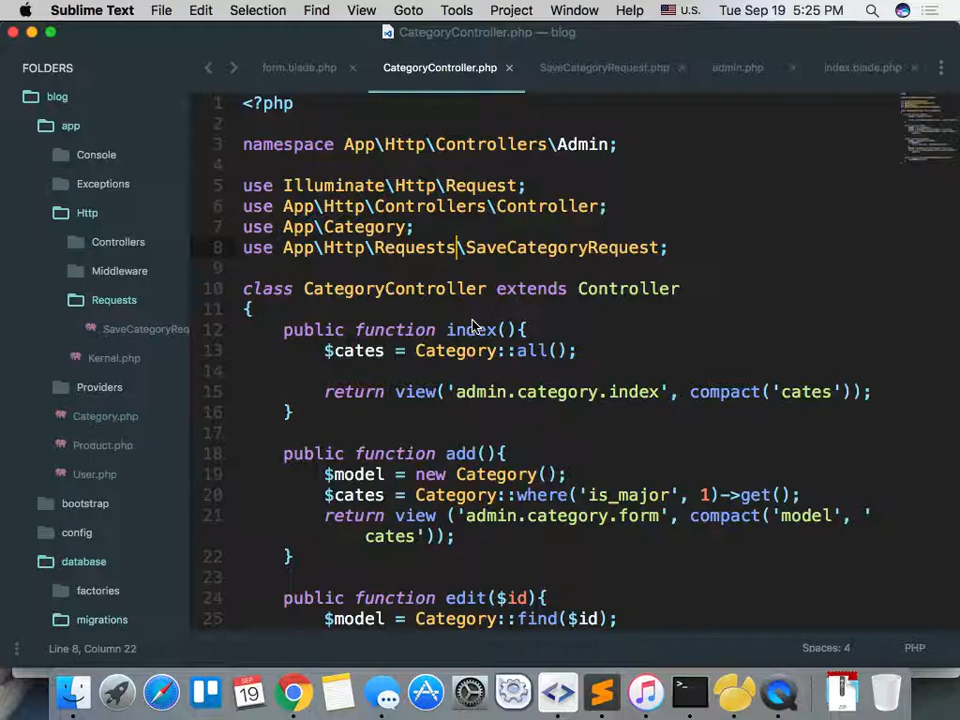 Sublime Text File Edit Selection Find View Goto Tools Project Window Help U.S. Tue Sep 19 5:25 PM
CategoryController.php — blog
FOLDERS
form.blade.php CategoryController.php SaveCategoryRequest.php admin.php index.blade.php
blog
app
Console
Exceptions
Http
Controllers
Middleware
Requests
SaveCategoryReq
Kernel.php
Providers
Category.php
Product.php
User.php
bootstrap
config
database
factories
migrations
1 <?php
2
3 namespace App\Http\Controllers\Admin;
4
5 use Illuminate\Http\Request;
6 use App\Http\Controllers\Controller;
7 use App\Category;
8 use App\Http\Requests\SaveCategoryRequest;
9
10 class CategoryController extends Controller
11 {
12 public function index(){
13 $cates = Category::all();
14
15 return view('admin.category.index', compact('cates'));
16 }
17
18 public function add(){
19 $model = new Category();
20 $cates = Category::where('is_major', 1)->get();
21 return view ('admin.category.form', compact('model', '
cates'));
22 }
23
24 public function edit($id){
25 $model = Category::find($id);
Line 8, Column 22 Spaces: 4 PHP
19
ZIP